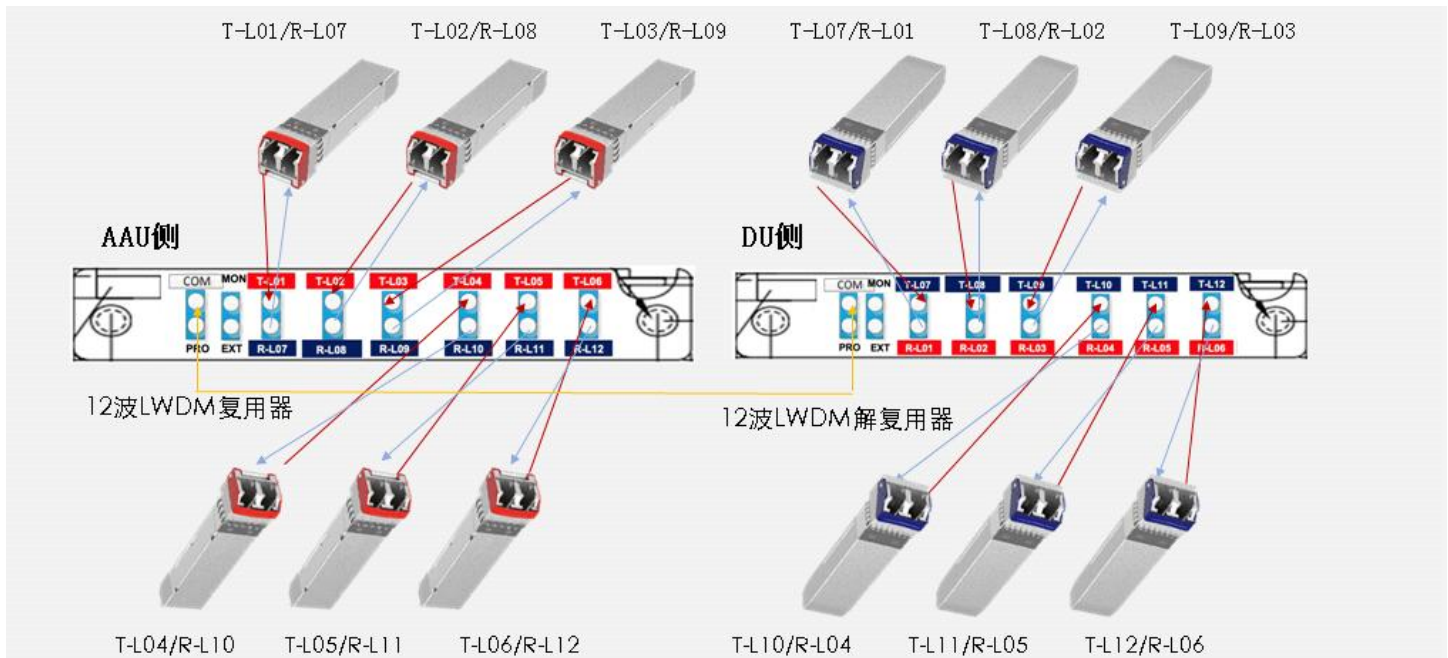 T-L01/R-L07 T-L02/R-L08 T-L03/R-L09 T-L07/R-L01 T-L08/R-L02 T-L09/R-L03
AAU侧 DU侧
COM MON T-L01 T-L02 T-L03 T-L04 T-L05 T-L06
PRO EXT R-L07 R-L08 R-L09 R-L10 R-L11 R-L12
COM MON T-L07 T-L08 T-L09 T-L10 T-L11 T-L12
PRO EXT R-L01 R-L02 R-L03 R-L04 R-L05 R-L06
12波LWDM复用器 12波LWDM解复用器
T-L04/R-L10 T-L05/R-L11 T-L06/R-L12 T-L10/R-L04 T-L11/R-L05 T-L12/R-L06